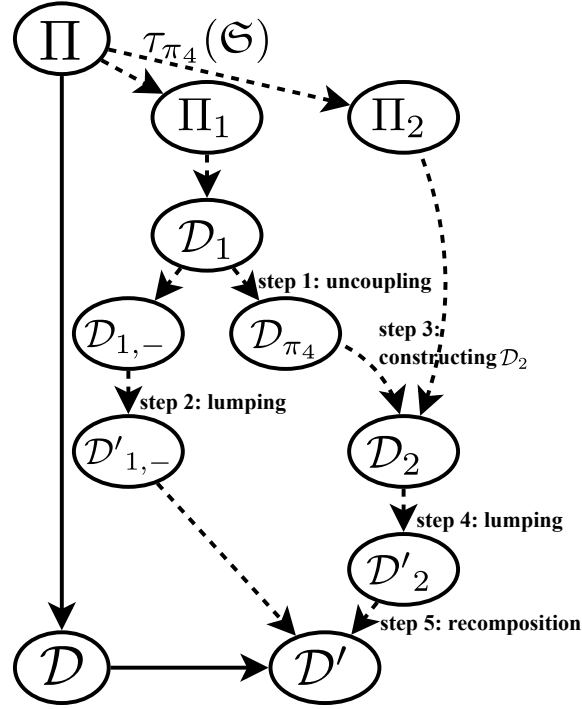 Π
τ_{π_4}(𝔖)
Π_1
Π_2
𝒟_1
step 1: uncoupling
𝒟_{1,−}
𝒟_{π_4}
step 3:
constructing 𝒟_2
step 2: lumping
𝒟′_{1,−}
𝒟_2
step 4: lumping
𝒟′_2
step 5: recomposition
𝒟
𝒟′